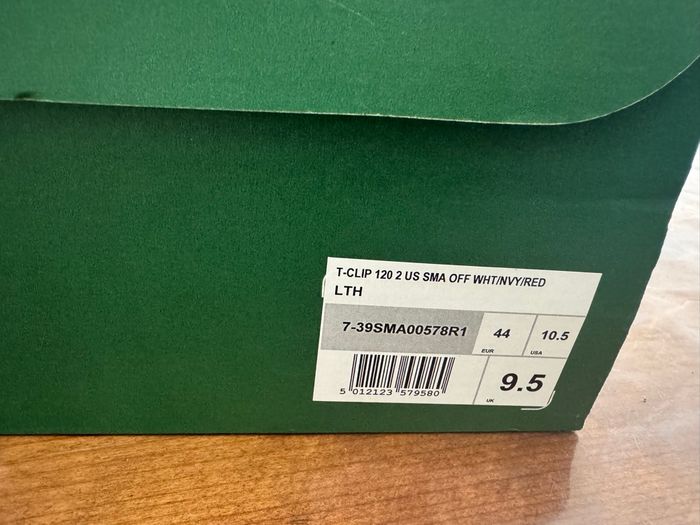 T-CLIP 120 2 US SMA OFF WHT/NVY/RED
LTH
7-39SMA00578R1
44
EUR
10.5
USA
5 012123 579580
9.5
UK